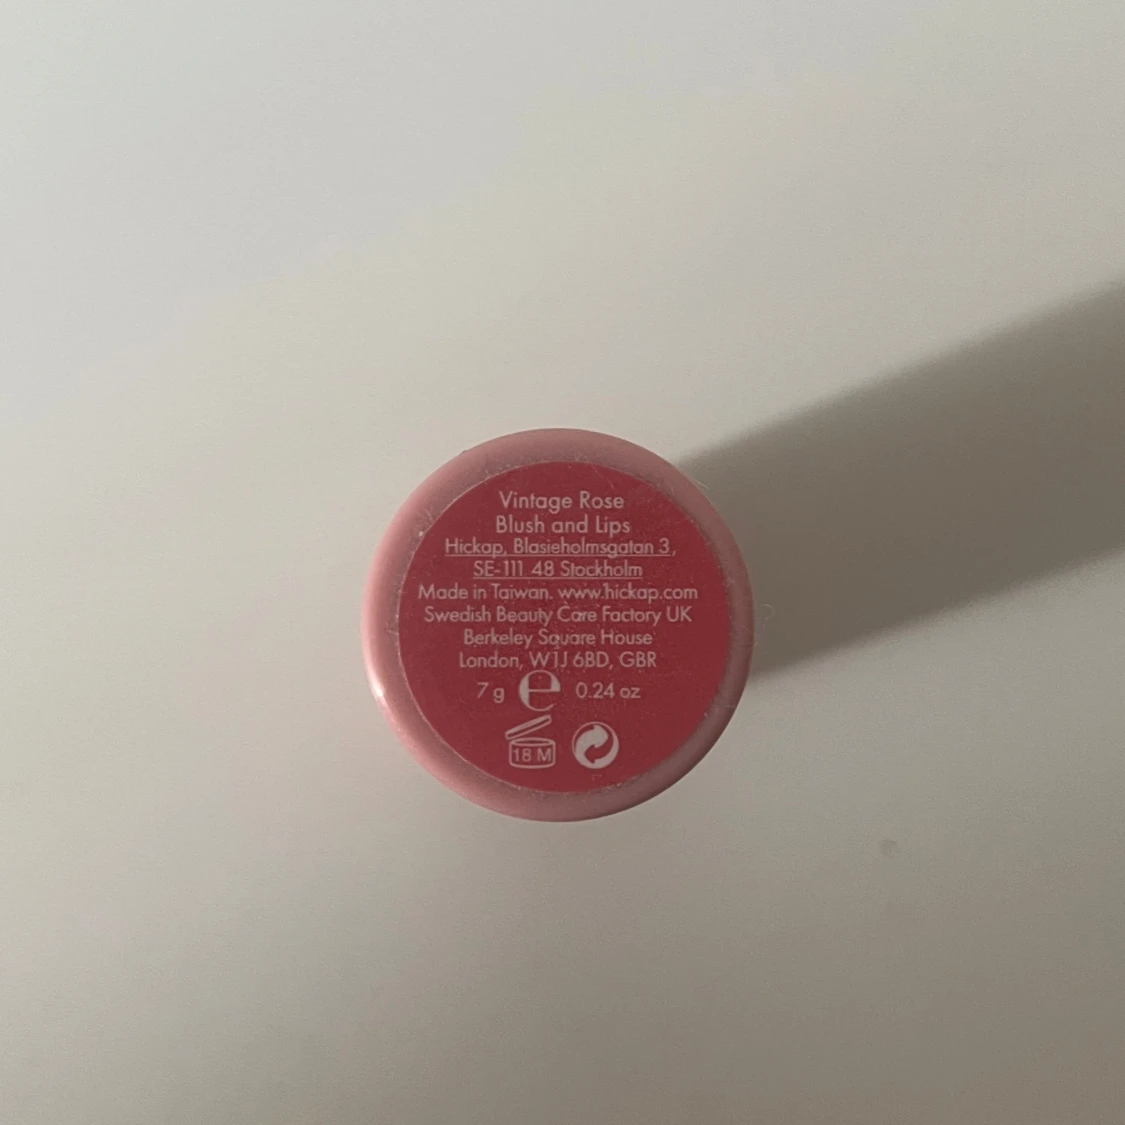 Vintage Rose
Blush and Lips
Hickap, Blasieholmsgatan 3,
SE-111 48 Stockholm
Made in Taiwan. www.hickap.com
Swedish Beauty Care Factory UK
Berkeley Square House
London, W1J 6BD, GBR
7 g e 0.24 oz
18 M